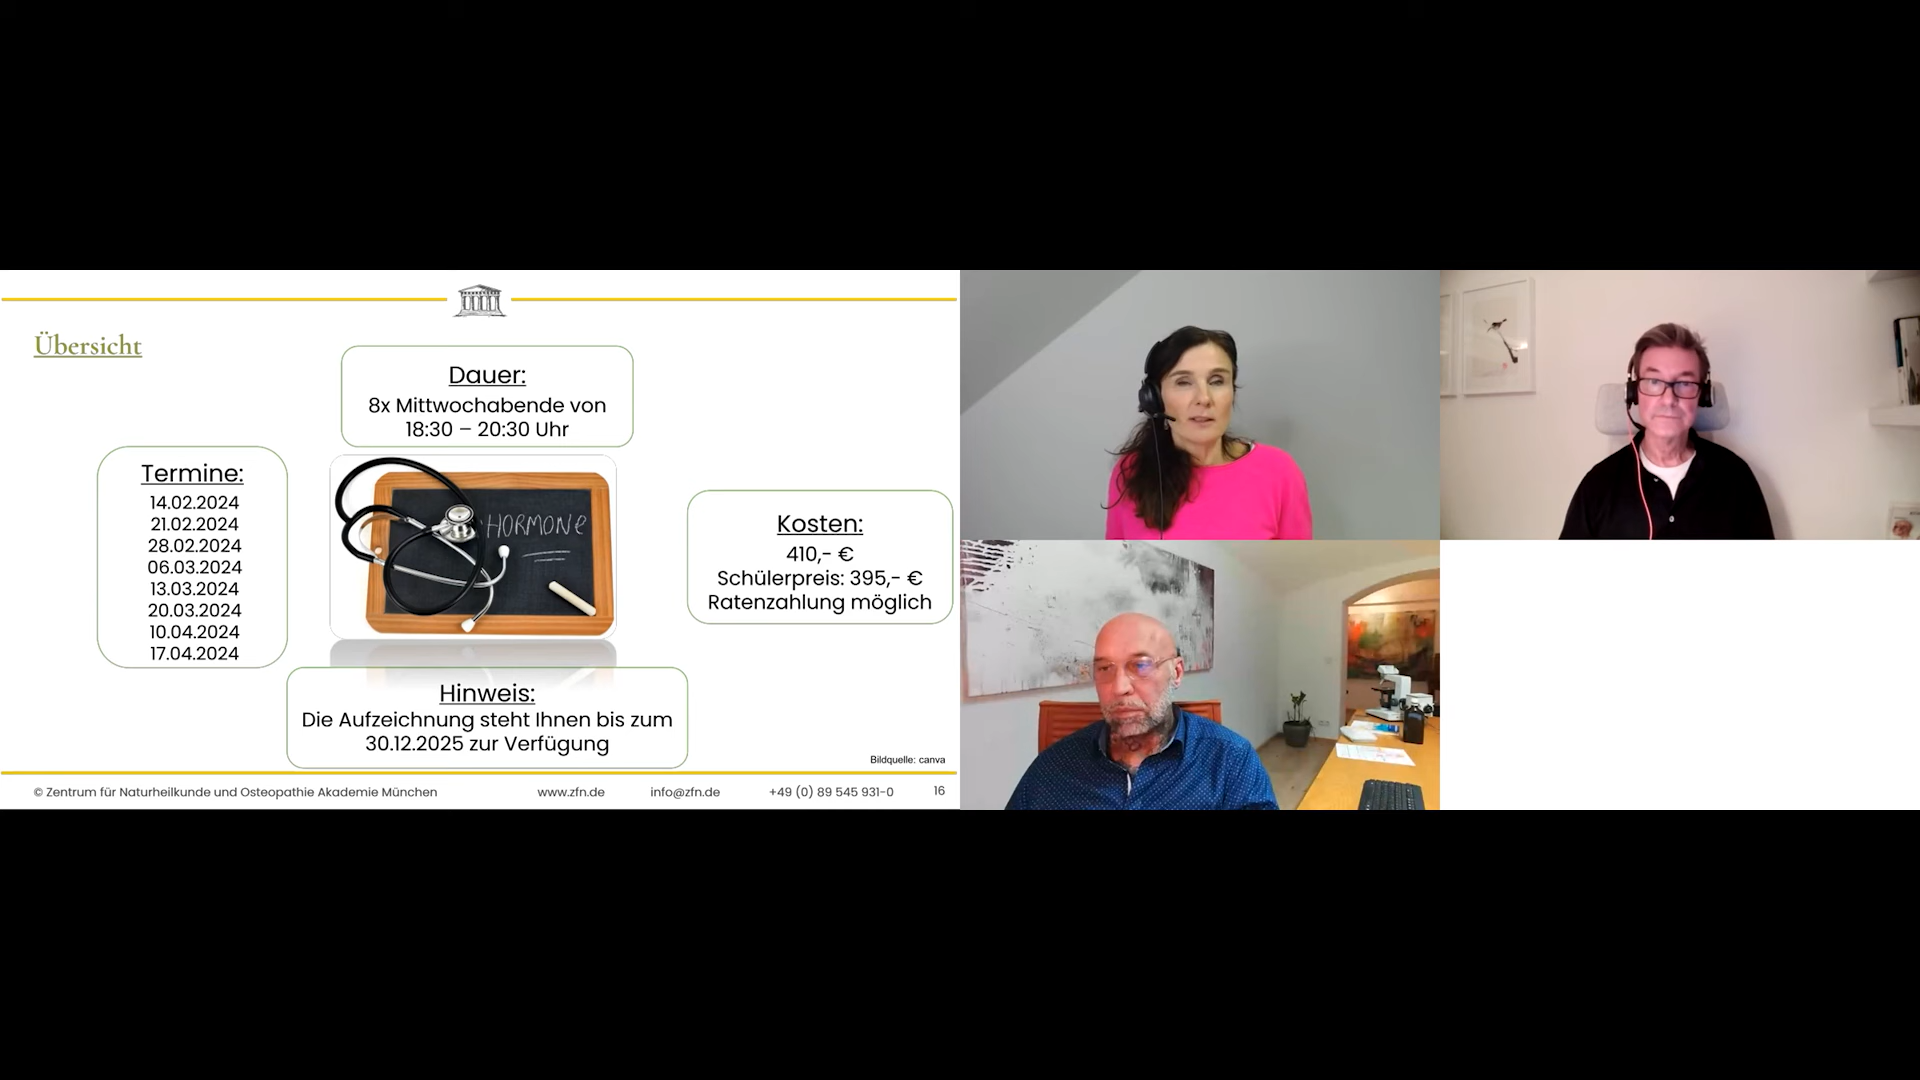 Übersicht
Dauer:
8x Mittwochabende von
18:30 – 20:30 Uhr
Termine:
14.02.2024
21.02.2024
28.02.2024
06.03.2024
13.03.2024
20.03.2024
10.04.2024
17.04.2024
HORMONE
Kosten:
410,- €
Schülerpreis: 395,- €
Ratenzahlung möglich
Hinweis:
Die Aufzeichnung steht Ihnen bis zum
30.12.2025 zur Verfügung
Bildquelle: canva
© Zentrum für Naturheilkunde und Osteopathie Akademie München www.zfn.de info@zfn.de +49 (0) 89 545 931-0 16